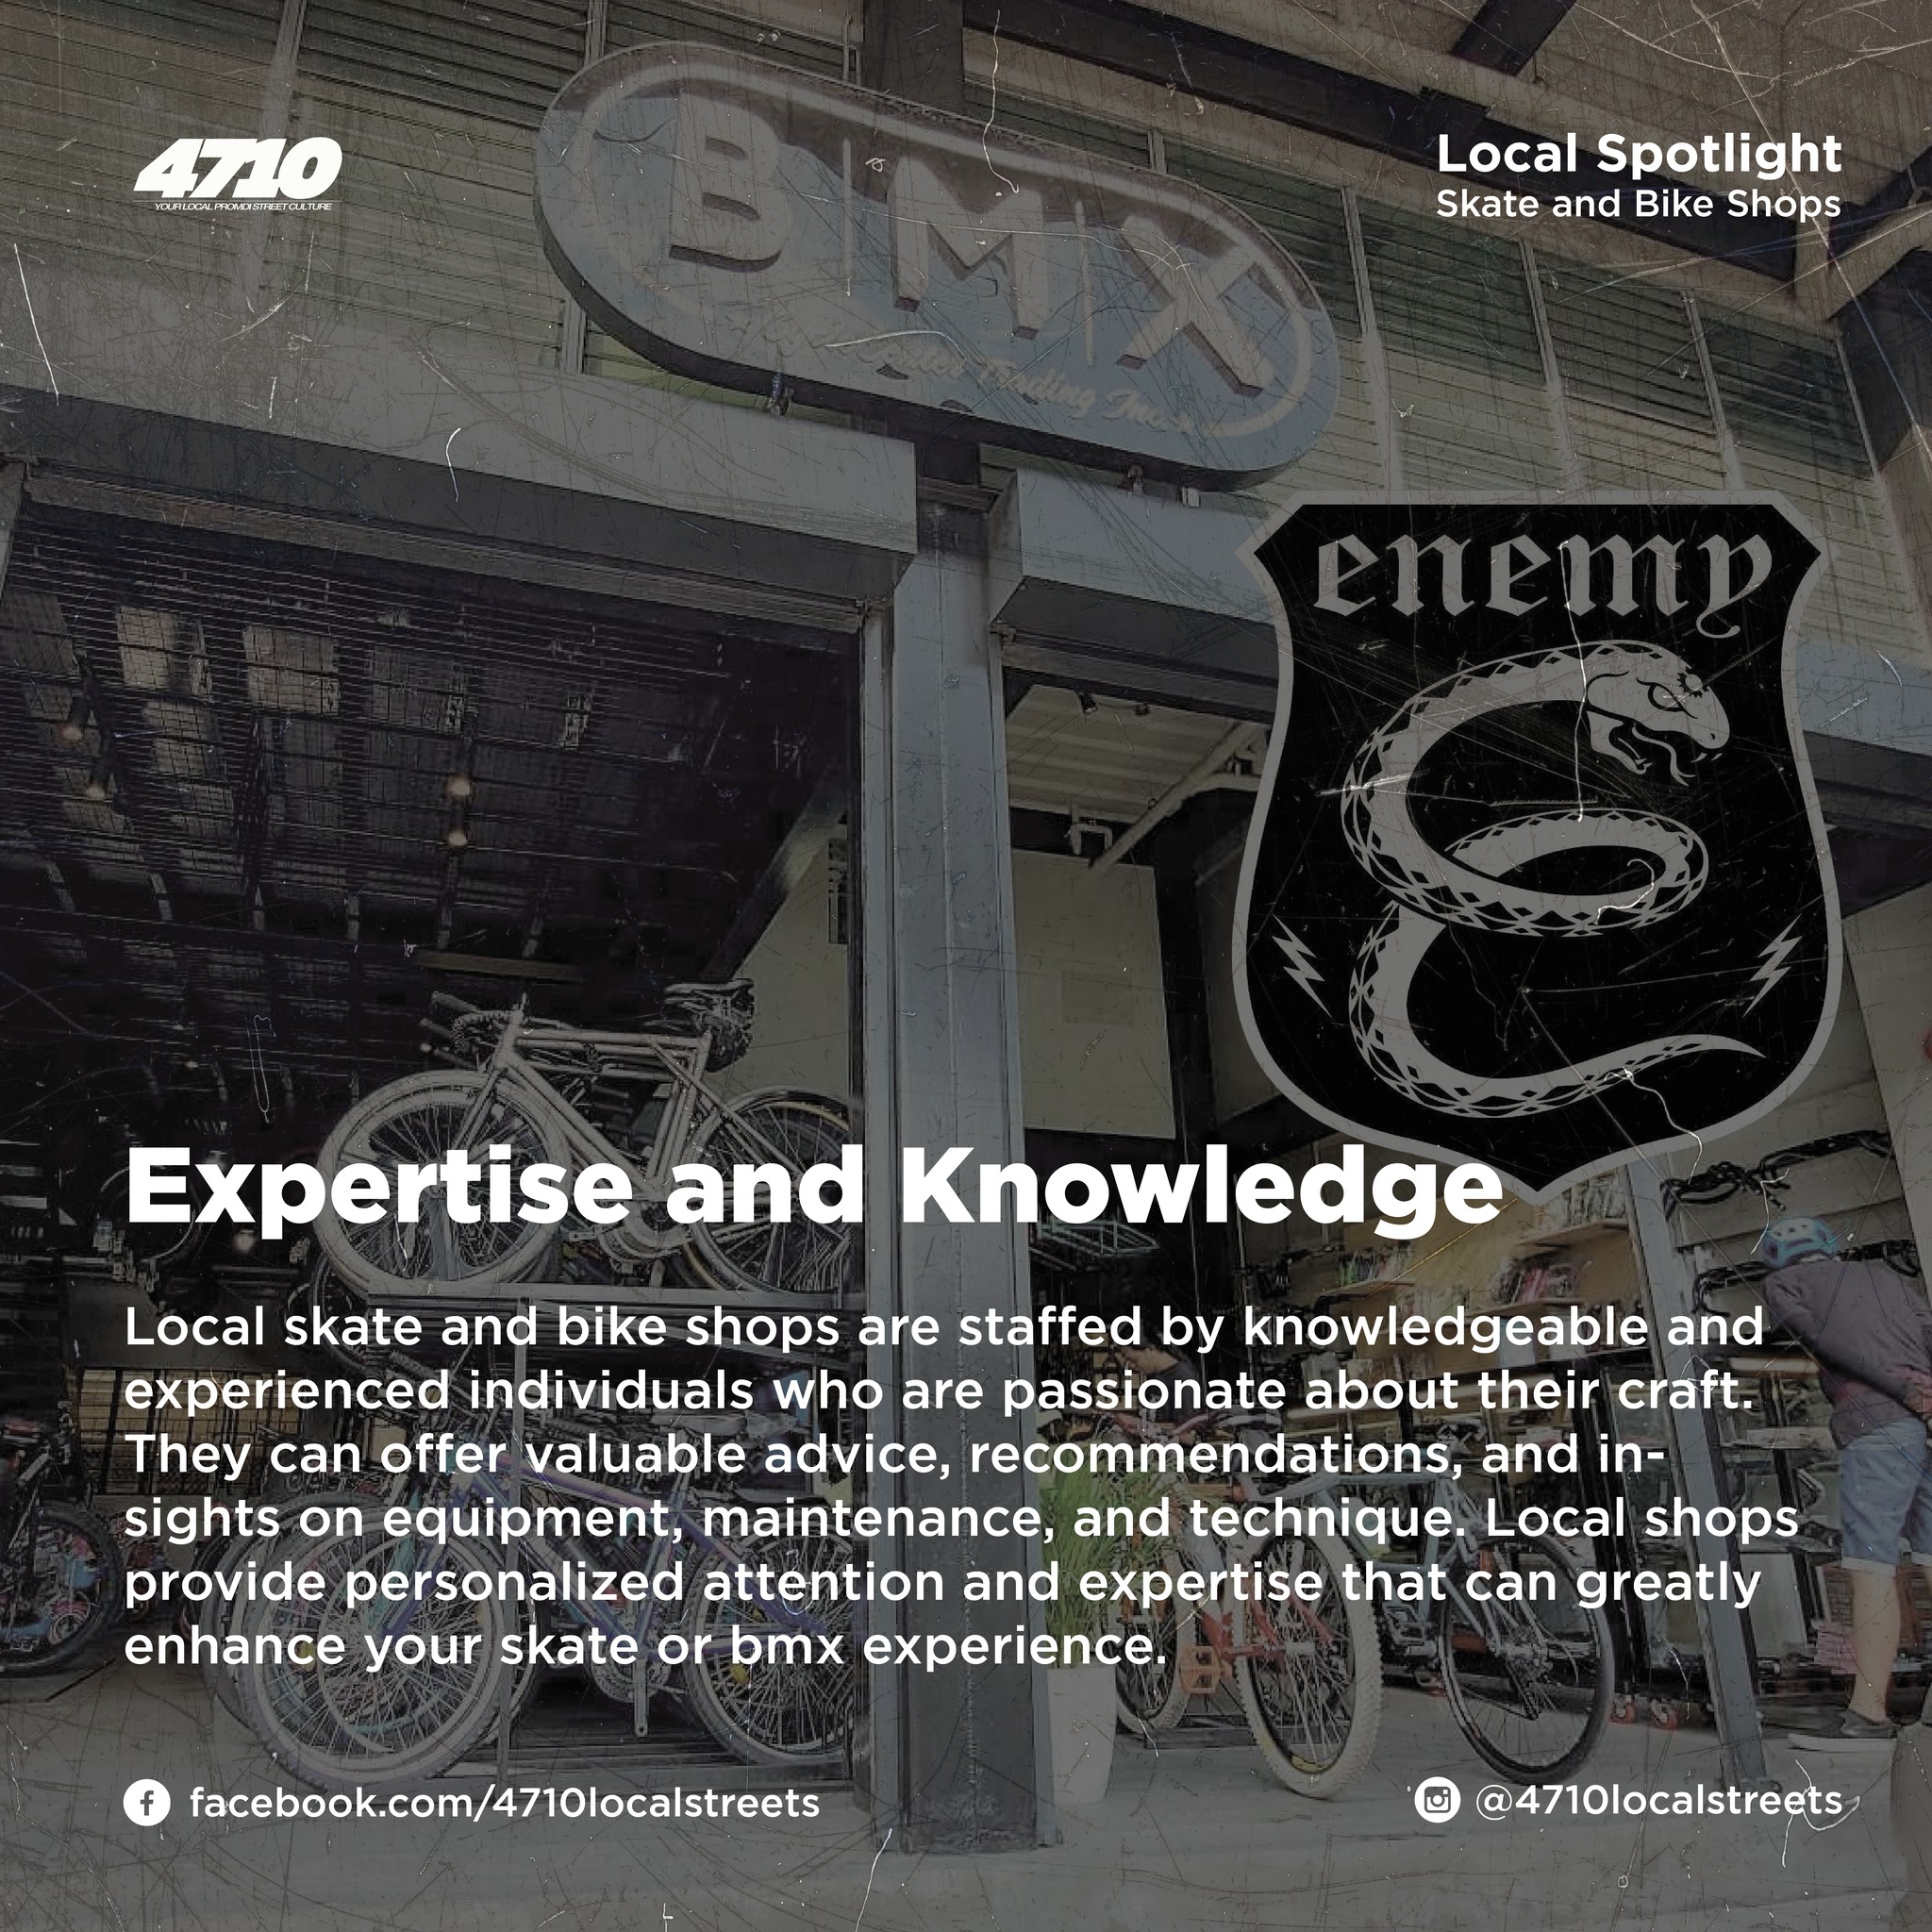 4710
YOUR LOCAL PROMDI STREET CULTURE
Local Spotlight
Skate and Bike Shops
BMX
Trading Inc.
enemy
Expertise and Knowledge
Local skate and bike shops are staffed by knowledgeable and
experienced individuals who are passionate about their craft.
They can offer valuable advice, recommendations, and in-
sights on equipment, maintenance, and technique. Local shops
provide personalized attention and expertise that can greatly
enhance your skate or bmx experience.
facebook.com/4710localstreets
@4710localstreets